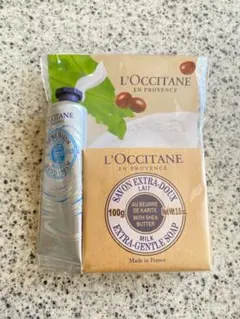 L'OCCITANE
EN PROVENCE
L'OCCITANE
L'OCCITANE
EN PROVENCE
SAVON EXTRA-DOUX
LAIT
100g
AU BEURRE
DE KARITÉ
WITH SHEA
BUTTER
MILK
EXTRA-GENTLE SOAP
Made in France